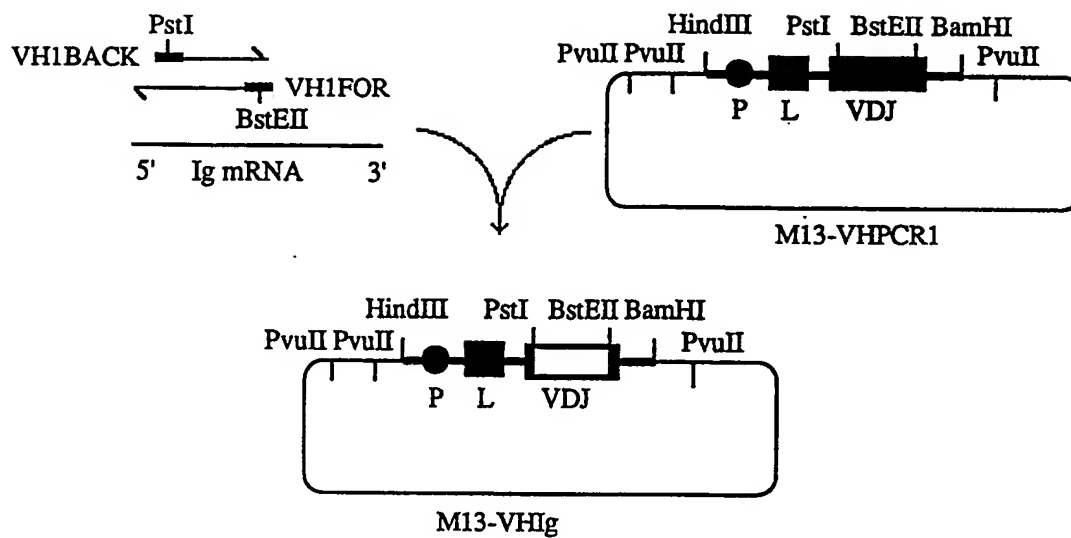 PstI
VH1BACK
VH1FOR
BstEII
5' Ig mRNA 3'
HindIII PstI BstEII BamHI
PvuII PvuII PvuII
P L VDJ
M13-VHPCR1
HindIII PstI BstEII BamHI
PvuII PvuII PvuII
P L VDJ
M13-VHIg